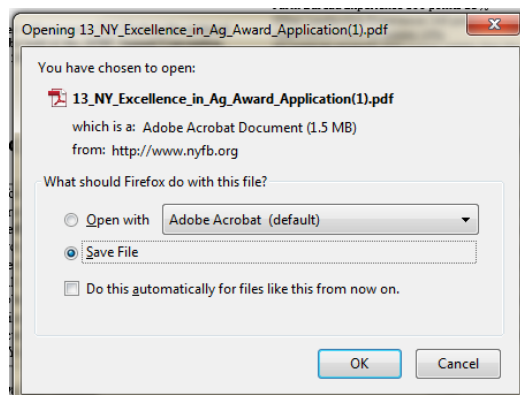 Opening 13_NY_Excellence_in_Ag_Award_Application(1).pdf
You have chosen to open:
13_NY_Excellence_in_Ag_Award_Application(1).pdf
which is a: Adobe Acrobat Document (1.5 MB)
from: http://www.nyfb.org
What should Firefox do with this file?
Open with Adobe Acrobat (default)
Save File
Do this automatically for files like this from now on.
OK Cancel